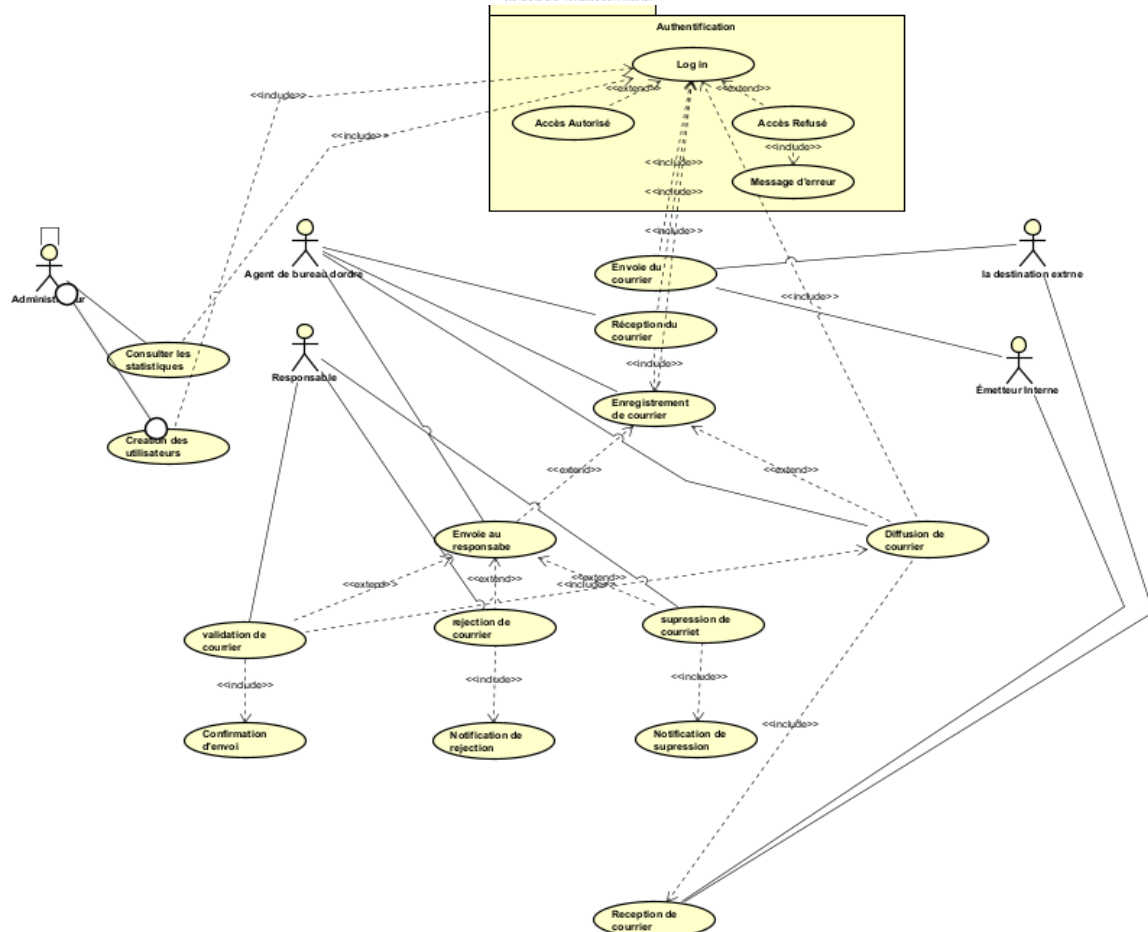 Authentification
Log in
<<include>>
<<extend>>
<<extend>>
Accès Autorisé
Accès Refusé
<<include>>
<<include>>
<<include>>
Message d'erreur
<<include>>
<<include>>
Agent de bureau dordre
Envoie du
courrier
la destination extrne
Administ
ur
<<include>>
Réception du
courrier
Consulter les
statistiques
Responsable
<<include>>
Émetteur Interne
Enregistrement
de courrier
Creation des
utilisateurs
<<extend>>
<<extend>>
Envoie au
responsabe
Diffusion de
courrier
<<extend>>
<<extend>>
<<extend>>
<<include>>
validation de
courrier
rejection de
courrier
supression de
courriet
<<include>>
<<include>>
<<include>>
<<include>>
Confirmation
d'envoi
Notification de
rejection
Notification de
supression
Reception de
courrier